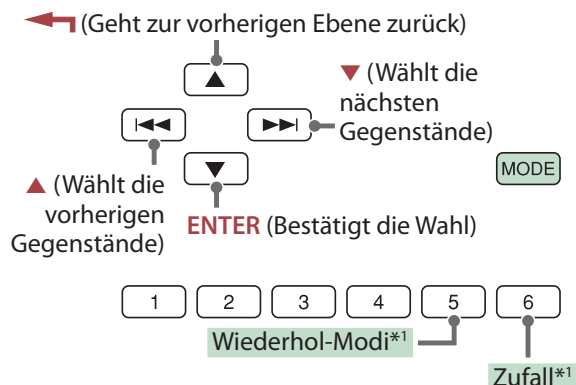 (Geht zur vorherigen Ebene zurück)
▼ (Wählt die
nächsten
Gegenstände)
▲ (Wählt die
vorherigen
Gegenstände)
ENTER (Bestätigt die Wahl)
MODE
1 2 3 4 5 6
Wiederhol-Modi*1
Zufall*1